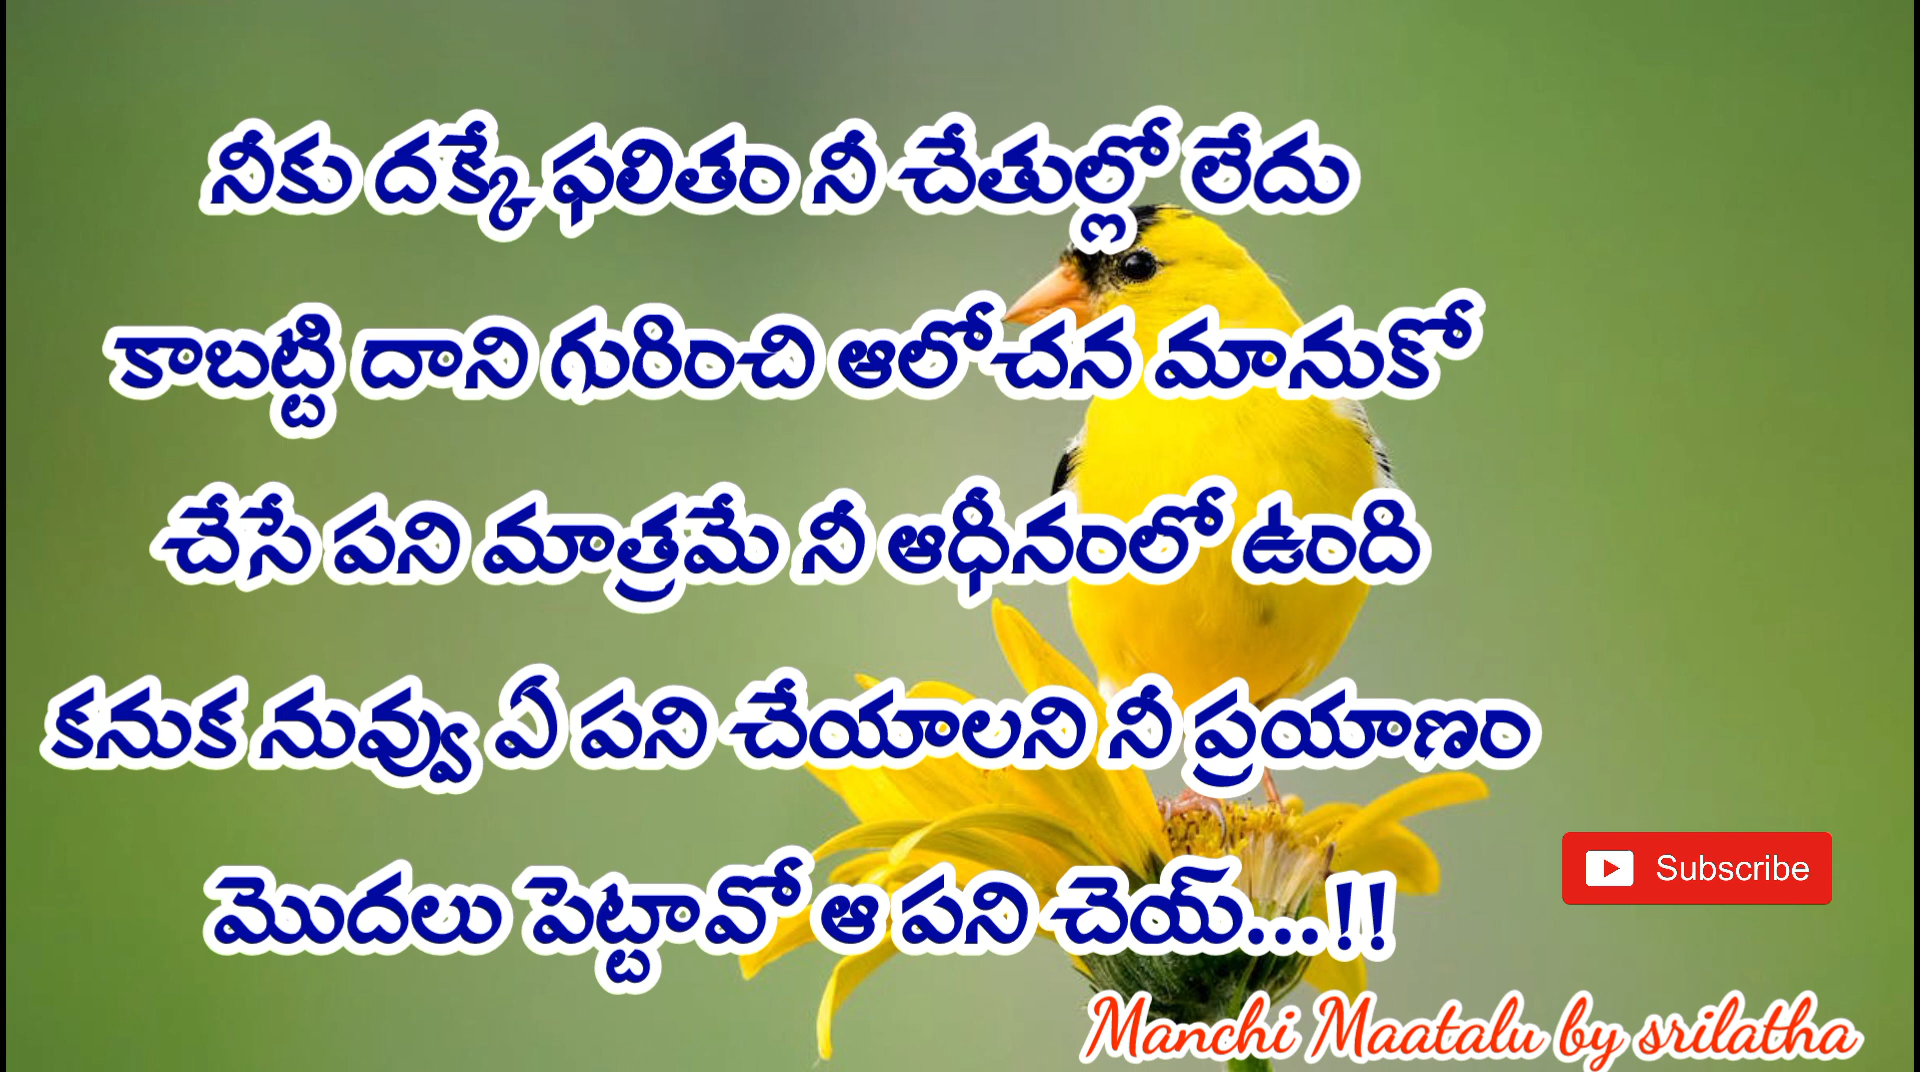 నీకు దక్కే ఫలితం నీ చేతుల్లో లేదు
కాబట్టి దాని గురించి ఆలోచన మానుకో
చేసే పని మాత్రమే నీ ఆధీనంలో ఉంది
కనుక నువ్వు ఏ పని చేయాలని నీ ప్రయాణం
మొదలు పెట్టావో ఆ పని చెయ్...!!
Subscribe
Manchi Maatalu by srilatha